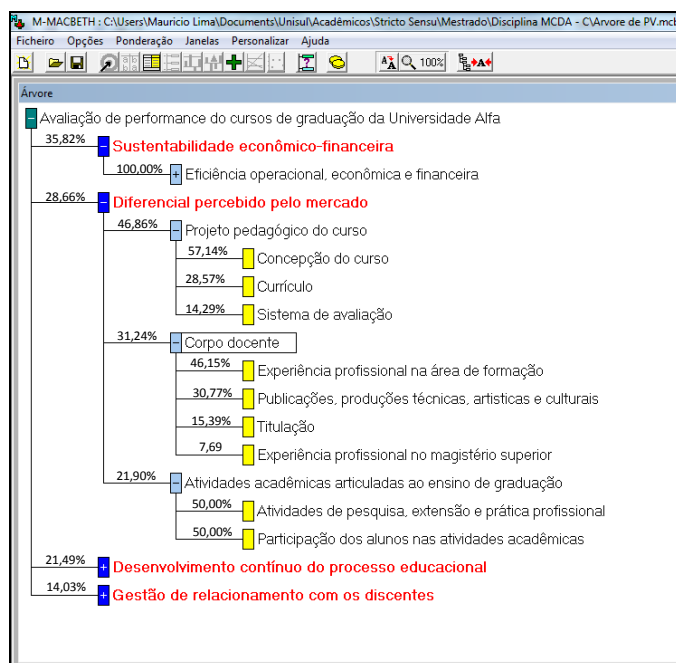 M-MACBETH : C:\Users\Mauricio Lima\Documents\Unisul\Acadêmicos\Stricto Sensu\Mestrado\Disciplina MCDA - C\Arvore de PV.mcb
Ficheiro Opções Ponderação Janelas Personalizar Ajuda
100%
Árvore
Avaliação de performance do cursos de graduação da Universidade Alfa
35,82% Sustentabilidade econômico-financeira
100,00% Eficiência operacional, econômica e financeira
28,66% Diferencial percebido pelo mercado
46,86% Projeto pedagógico do curso
57,14% Concepção do curso
28,57% Currículo
14,29% Sistema de avaliação
31,24% Corpo docente
46,15% Experiência profissional na área de formação
30,77% Publicações, produções técnicas, artisticas e culturais
15,39% Titulação
7,69 Experiência profissional no magistério superior
21,90% Atividades acadêmicas articuladas ao ensino de graduação
50,00% Atividades de pesquisa, extensão e prática profissional
50,00% Participação dos alunos nas atividades acadêmicas
21,49% Desenvolvimento contínuo do processo educacional
14,03% Gestão de relacionamento com os discentes